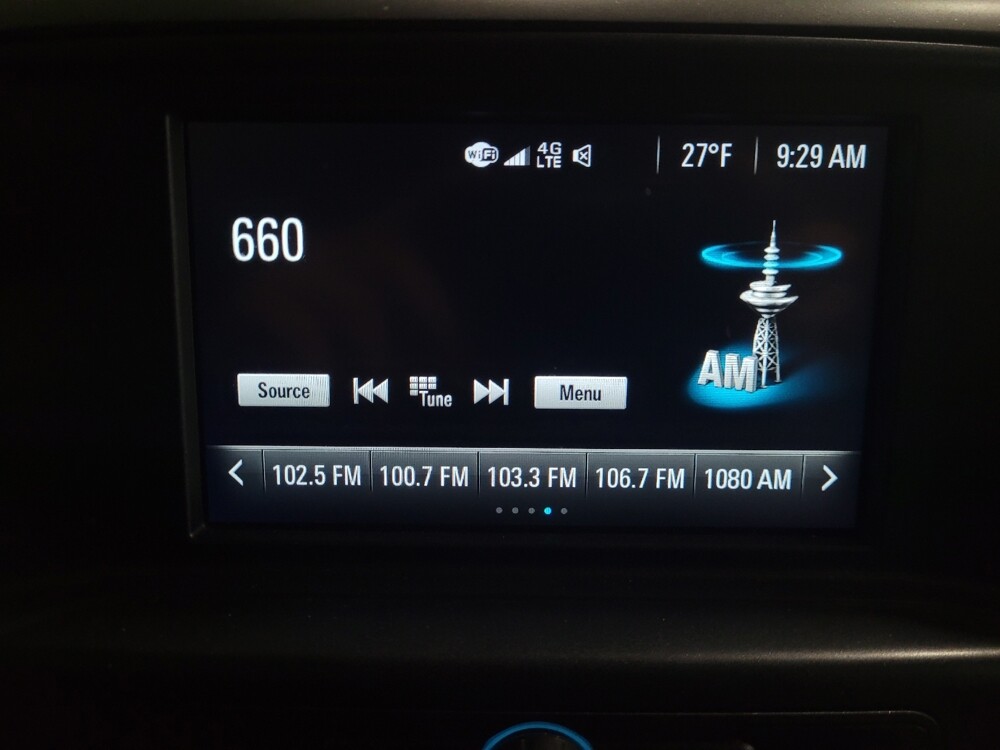 WiFi 4G LTE 27°F 9:29 AM
660
AM
Source Tune Menu
102.5 FM 100.7 FM 103.3 FM 106.7 FM 1080 AM